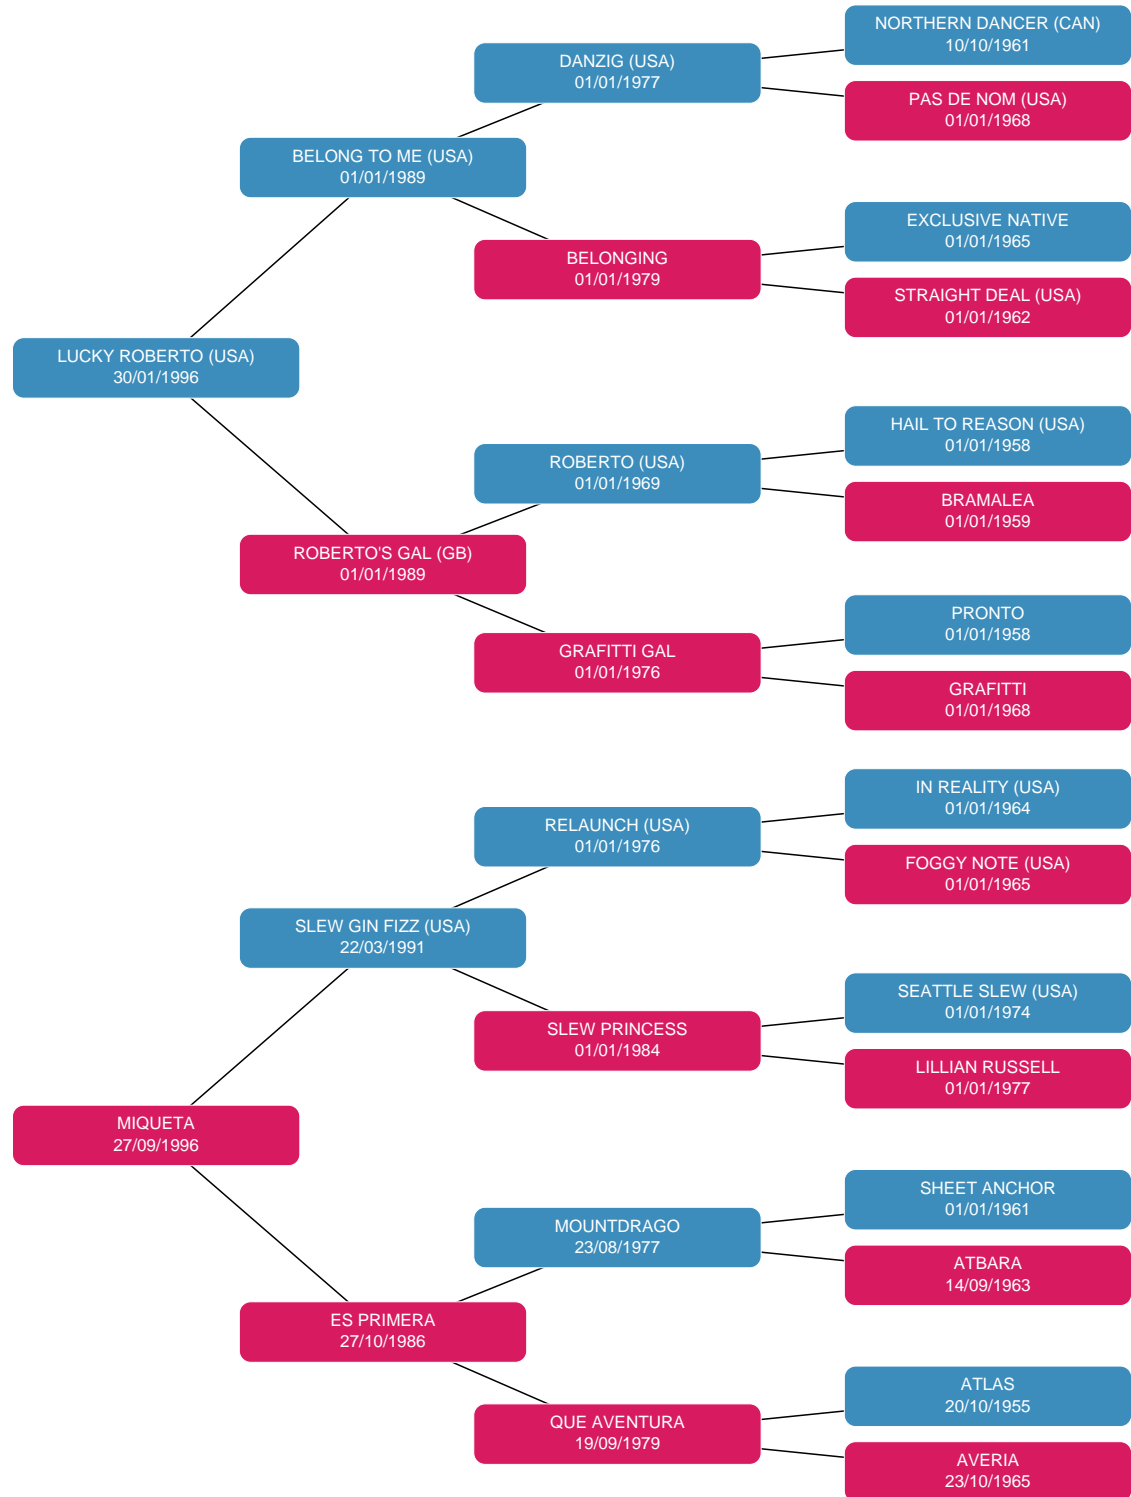 NORTHERN DANCER (CAN)
10/10/1961
DANZIG (USA)
01/01/1977
PAS DE NOM (USA)
01/01/1968
BELONG TO ME (USA)
01/01/1989
EXCLUSIVE NATIVE
01/01/1965
BELONGING
01/01/1979
STRAIGHT DEAL (USA)
01/01/1962
LUCKY ROBERTO (USA)
30/01/1996
HAIL TO REASON (USA)
01/01/1958
ROBERTO (USA)
01/01/1969
BRAMALEA
01/01/1959
ROBERTO'S GAL (GB)
01/01/1989
PRONTO
01/01/1958
GRAFITTI GAL
01/01/1976
GRAFITTI
01/01/1968
IN REALITY (USA)
01/01/1964
RELAUNCH (USA)
01/01/1976
FOGGY NOTE (USA)
01/01/1965
SLEW GIN FIZZ (USA)
22/03/1991
SEATTLE SLEW (USA)
01/01/1974
SLEW PRINCESS
01/01/1984
LILLIAN RUSSELL
01/01/1977
MIQUETA
27/09/1996
SHEET ANCHOR
01/01/1961
MOUNTDRAGO
23/08/1977
ATBARA
14/09/1963
ES PRIMERA
27/10/1986
ATLAS
20/10/1955
QUE AVENTURA
19/09/1979
AVERIA
23/10/1965